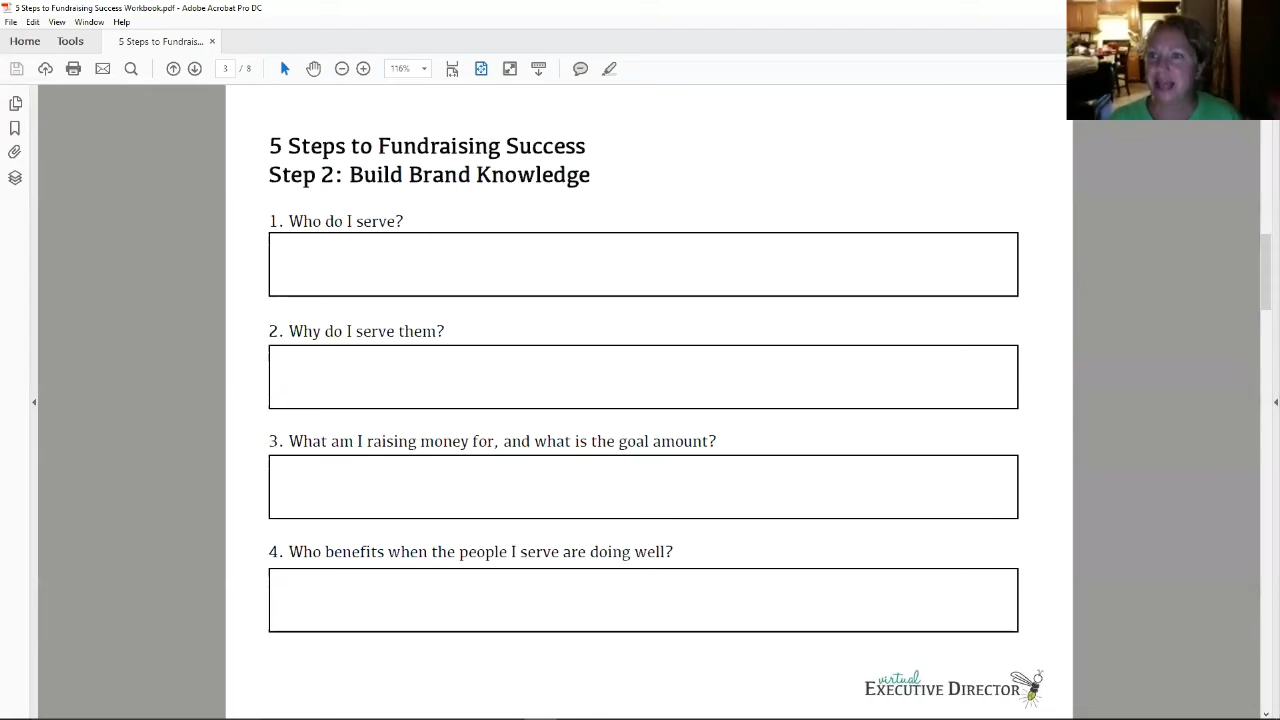 5 Steps to Fundraising Success Workbook.pdf - Adobe Acrobat Pro DC
File Edit View Window Help
Home Tools 5 Steps to Fundrais... ×
3 / 8 116%
5 Steps to Fundraising Success
Step 2: Build Brand Knowledge
1. Who do I serve?
2. Why do I serve them?
3. What am I raising money for, and what is the goal amount?
4. Who benefits when the people I serve are doing well?
virtual
EXECUTIVE DIRECTOR